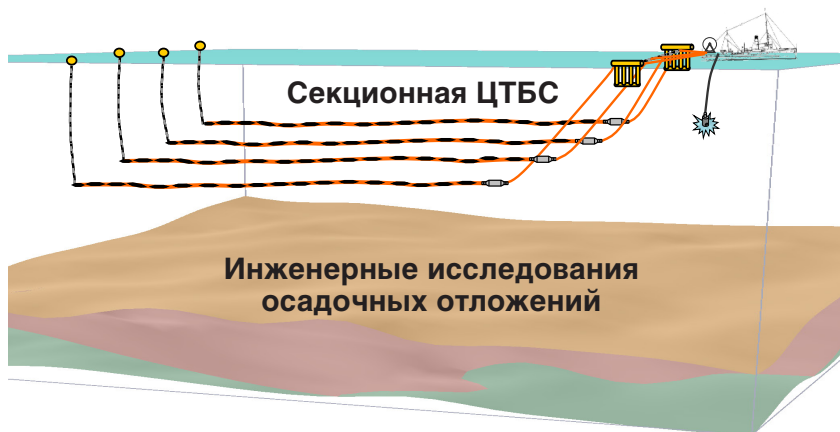 Секционная ЦТБС
Инженерные исследования
осадочных отложений